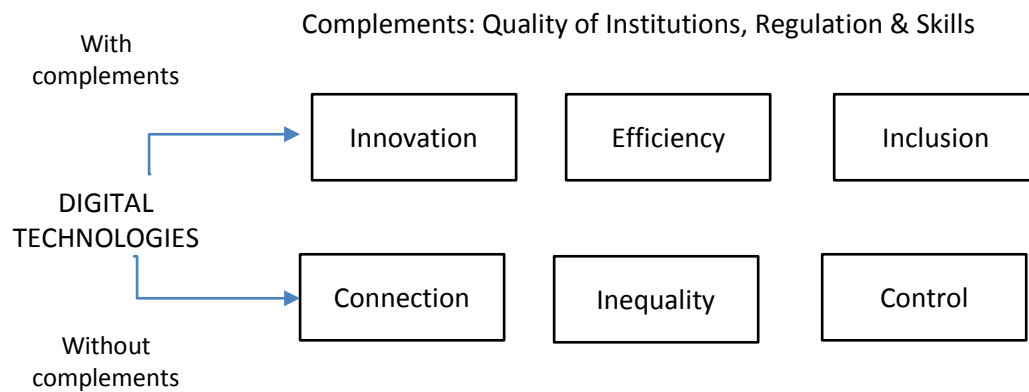 Complements: Quality of Institutions, Regulation & Skills
With
complements
Innovation
Efficiency
Inclusion
DIGITAL
TECHNOLOGIES
Connection
Inequality
Control
Without
complements